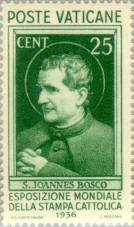 POSTE VATICANE
CENT. 25
S. JOANNES BOSCO
ESPOSIZIONE MONDIALE
DELLA STAMPA CATTOLICA
1936